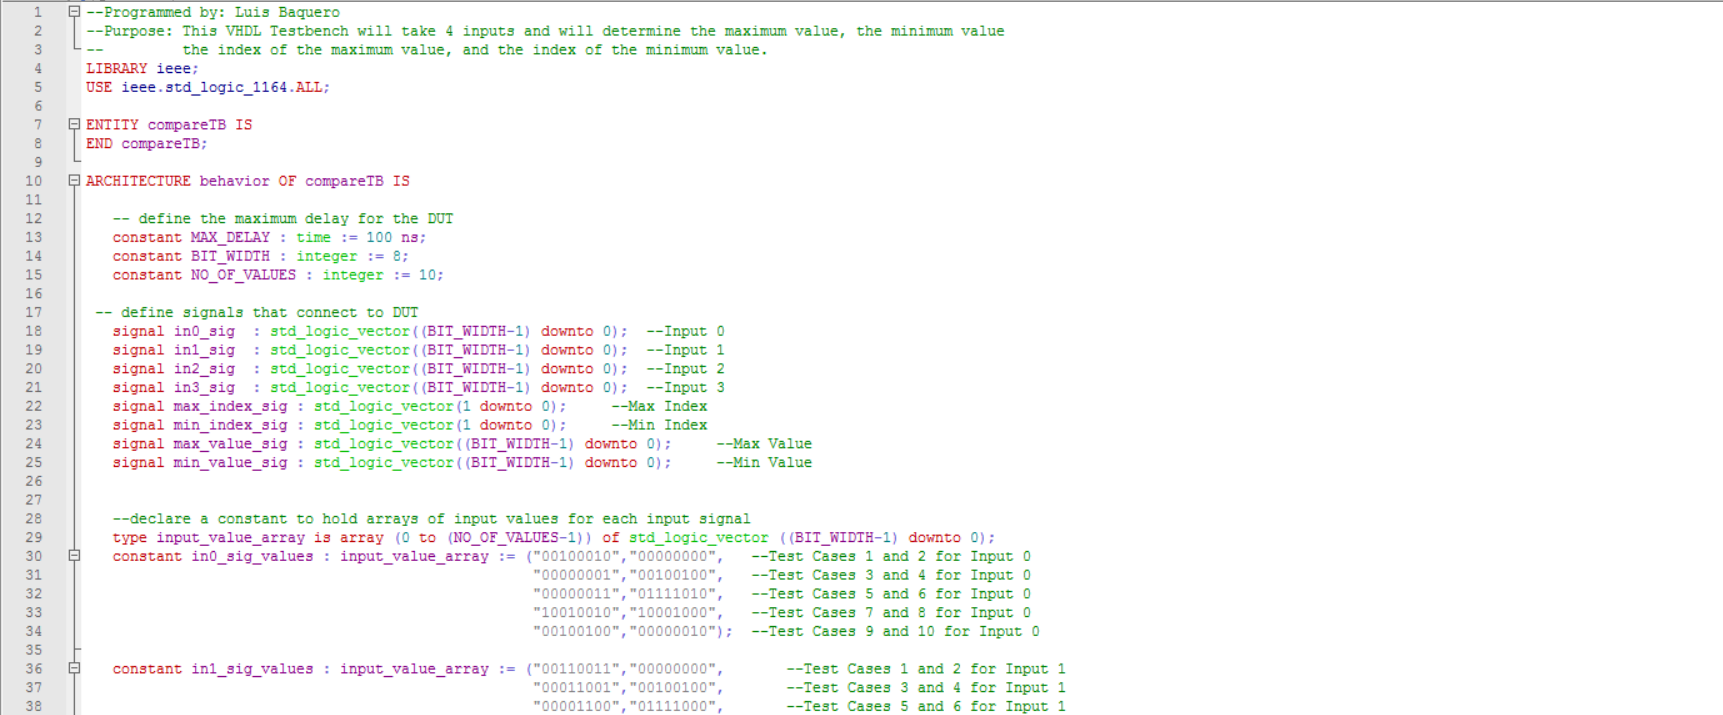 1 --Programmed by: Luis Baquero
2 --Purpose: This VHDL Testbench will take 4 inputs and will determine the maximum value, the minimum value
3 --         the index of the maximum value, and the index of the minimum value.
4 LIBRARY ieee;
5 USE ieee.std_logic_1164.ALL;
6
7 ENTITY compareTB IS
8 END compareTB;
9
10 ARCHITECTURE behavior OF compareTB IS
11
12    -- define the maximum delay for the DUT
13    constant MAX_DELAY : time := 100 ns;
14    constant BIT_WIDTH : integer := 8;
15    constant NO_OF_VALUES : integer := 10;
16
17  -- define signals that connect to DUT
18    signal in0_sig  : std_logic_vector((BIT_WIDTH-1) downto 0);  --Input 0
19    signal in1_sig  : std_logic_vector((BIT_WIDTH-1) downto 0);  --Input 1
20    signal in2_sig  : std_logic_vector((BIT_WIDTH-1) downto 0);  --Input 2
21    signal in3_sig  : std_logic_vector((BIT_WIDTH-1) downto 0);  --Input 3
22    signal max_index_sig : std_logic_vector(1 downto 0);     --Max Index
23    signal min_index_sig : std_logic_vector(1 downto 0);     --Min Index
24    signal max_value_sig : std_logic_vector((BIT_WIDTH-1) downto 0);     --Max Value
25    signal min_value_sig : std_logic_vector((BIT_WIDTH-1) downto 0);     --Min Value
26
27
28    --declare a constant to hold arrays of input values for each input signal
29    type input_value_array is array (0 to (NO_OF_VALUES-1)) of std_logic_vector ((BIT_WIDTH-1) downto 0);
30    constant in0_sig_values : input_value_array := ("00100010","00000000",   --Test Cases 1 and 2 for Input 0
31                                                    "00000001","00100100",   --Test Cases 3 and 4 for Input 0
32                                                    "00000011","01111010",   --Test Cases 5 and 6 for Input 0
33                                                    "10010010","10001000",   --Test Cases 7 and 8 for Input 0
34                                                    "00100100","00000010");  --Test Cases 9 and 10 for Input 0
35
36    constant in1_sig_values : input_value_array := ("00110011","00000000",       --Test Cases 1 and 2 for Input 1
37                                                    "00011001","00100100",       --Test Cases 3 and 4 for Input 1
38                                                    "00001100","01111000",       --Test Cases 5 and 6 for Input 1